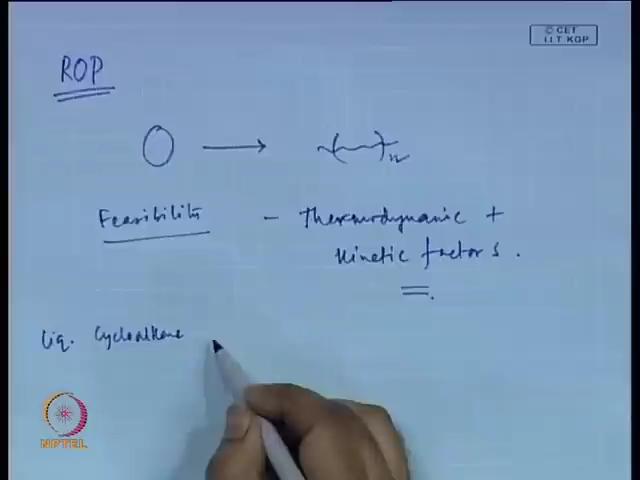 © CET
I.I.T. KGP
ROP
n
Feasibility - Thermodynamic +
Kinetic factors.
Liq. Cycloalkane
NPTEL